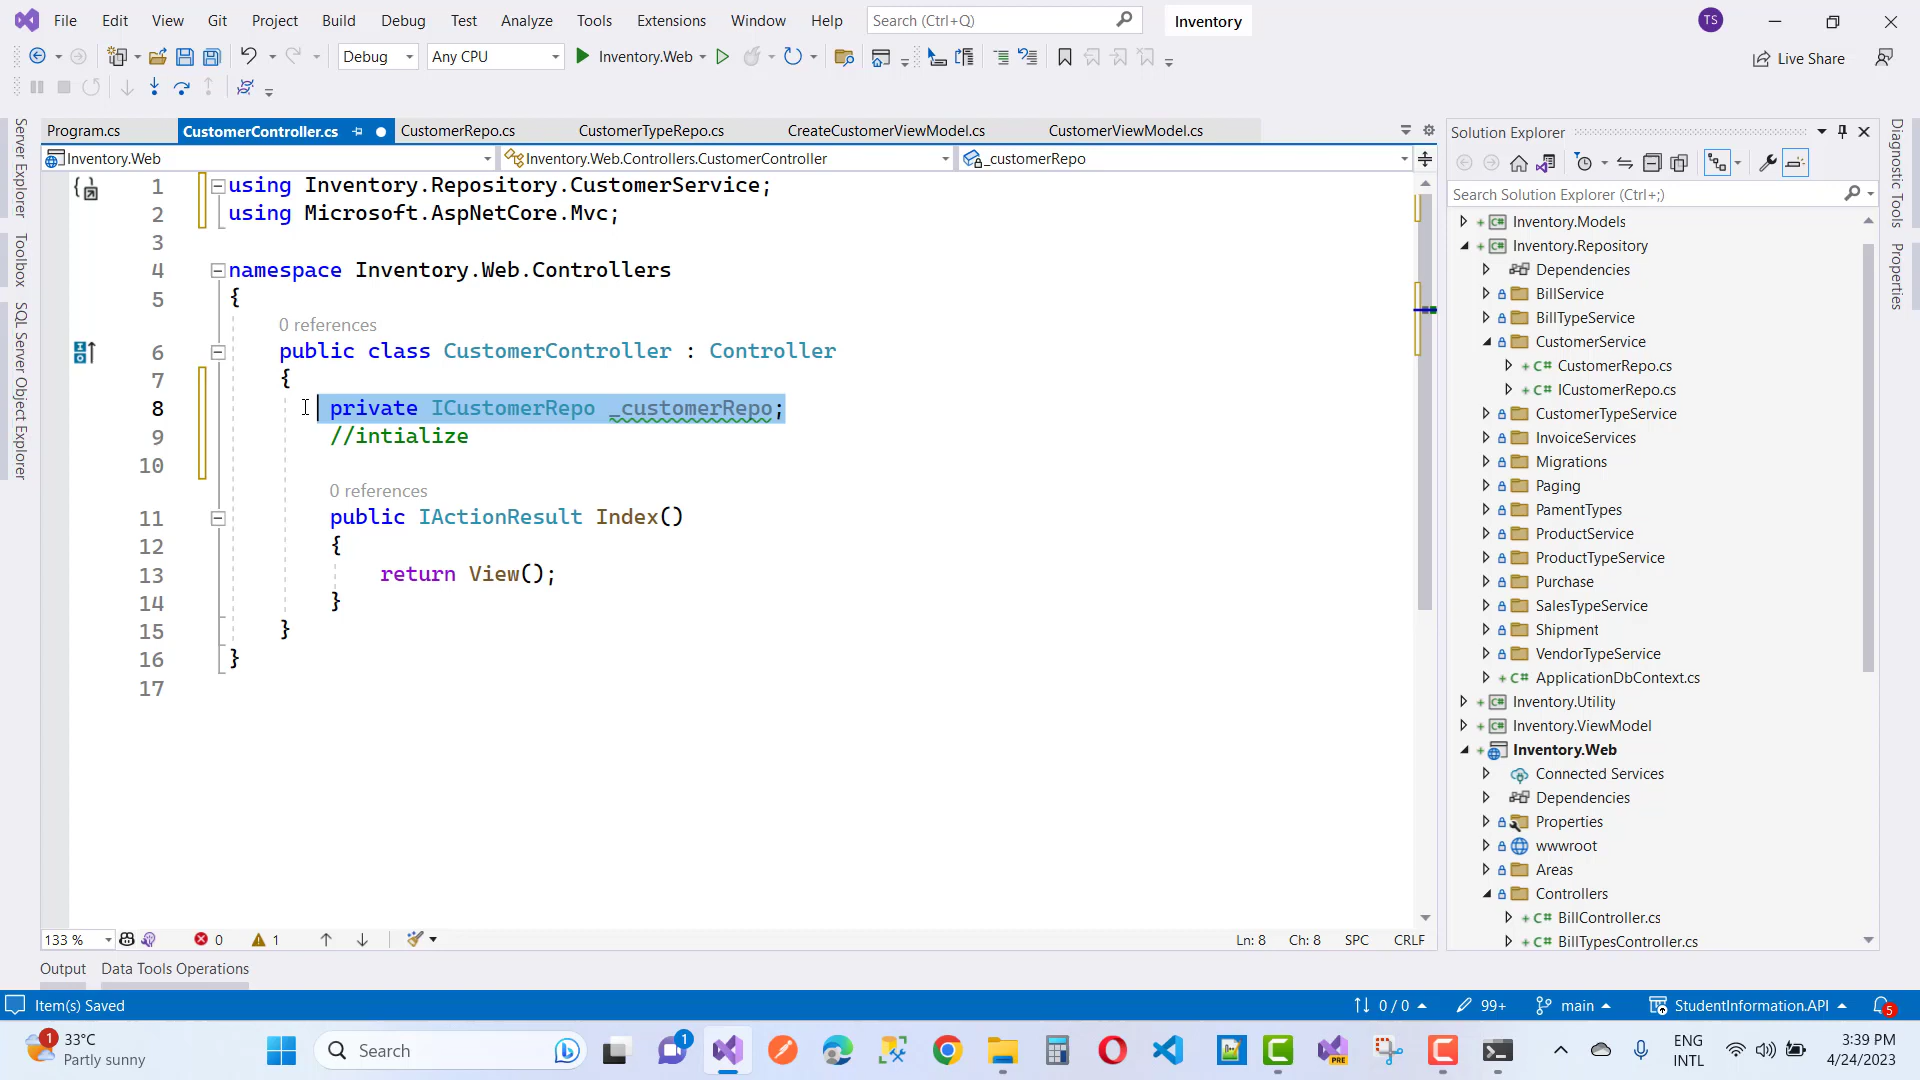 File Edit View Git Project Build Debug Test Analyze Tools Extensions Window Help Search (Ctrl+Q) Inventory TS
Debug Any CPU Inventory.Web Live Share
Program.cs CustomerController.cs CustomerRepo.cs CustomerTypeRepo.cs CreateCustomerViewModel.cs CustomerViewModel.cs
Inventory.Web Inventory.Web.Controllers.CustomerController _customerRepo
Server Explorer
Toolbox
SQL Server Object Explorer
1 using Inventory.Repository.CustomerService;
2 using Microsoft.AspNetCore.Mvc;
3
4 namespace Inventory.Web.Controllers
5 {
0 references
6 public class CustomerController : Controller
7 {
8 private ICustomerRepo _customerRepo;
9 //intialize
10
0 references
11 public IActionResult Index()
12 {
13 return View();
14 }
15 }
16 }
17
133 % 0 1 Ln: 8 Ch: 8 SPC CRLF
Solution Explorer
Search Solution Explorer (Ctrl+;)
Inventory.Models
Inventory.Repository
Dependencies
BillService
BillTypeService
CustomerService
C# CustomerRepo.cs
C# ICustomerRepo.cs
CustomerTypeService
InvoiceServices
Migrations
Paging
PamentTypes
ProductService
ProductTypeService
Purchase
SalesTypeService
Shipment
VendorTypeService
C# ApplicationDbContext.cs
Inventory.Utility
Inventory.ViewModel
Inventory.Web
Connected Services
Dependencies
Properties
wwwroot
Areas
Controllers
C# BillController.cs
C# BillTypesController.cs
Diagnostic Tools
Properties
Output Data Tools Operations
Item(s) Saved 0 / 0 99+ main StudentInformation.API 5
1 33°C
Partly sunny
Search 1 PRE
ENG
INTL
3:39 PM
4/24/2023